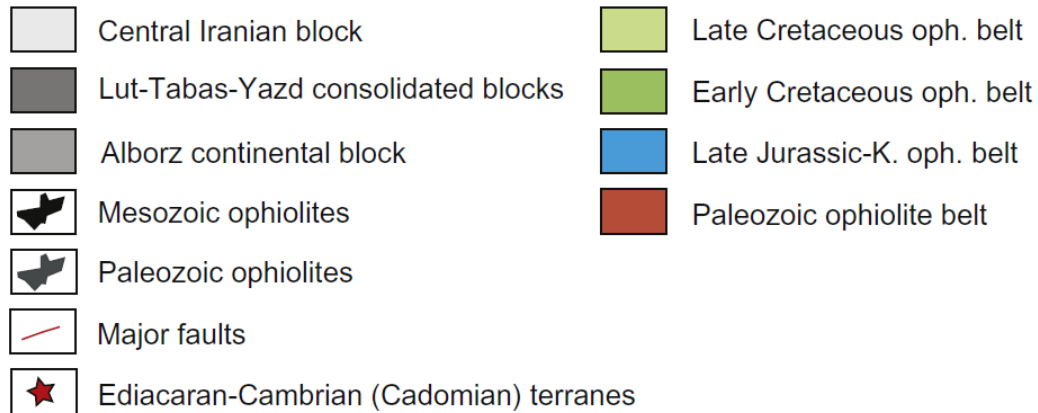 Central Iranian block
Lut-Tabas-Yazd consolidated blocks
Alborz continental block
Mesozoic ophiolites
Paleozoic ophiolites
Major faults
Ediacaran-Cambrian (Cadomian) terranes
Late Cretaceous oph. belt
Early Cretaceous oph. belt
Late Jurassic-K. oph. belt
Paleozoic ophiolite belt